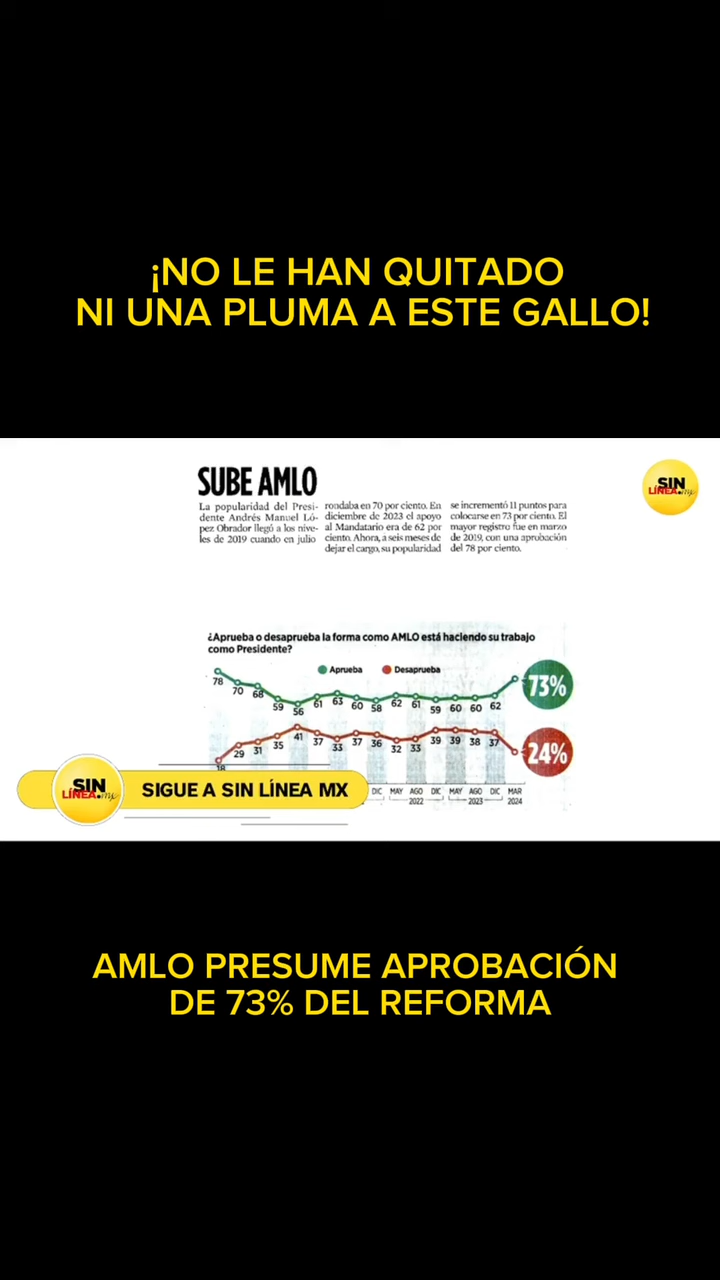 ¡NO LE HAN QUITADO
NI UNA PLUMA A ESTE GALLO!
SUBE AMLO
SIN
LÍNEA.mx
La popularidad del Presi-
dente Andrés Manuel Ló-
pez Obrador llegó a los nive-
les de 2019 cuando en julio
rondaba en 70 por ciento. En
diciembre de 2023 el apoyo
al Mandatario era de 62 por
ciento. Ahora, a seis meses de
dejar el cargo, su popularidad
se incrementó 11 puntos para
colocarse en 73 por ciento. El
mayor registro fue en marzo
de 2019, con una aprobación
del 78 por ciento.
¿Aprueba o desaprueba la forma como AMLO está haciendo su trabajo
como Presidente?
Aprueba Desaprueba
78 70 68 59 56 61 63 60 58 62 61 59 60 60 62 73%
18 29 31 35 41 37 33 37 36 32 33 39 39 38 37 24%
DIC MAY AGO DIC MAY AGO DIC MAR
2022 2023 2024
SIN
LÍNEA.mx
SIGUE A SIN LÍNEA MX
AMLO PRESUME APROBACIÓN
DE 73% DEL REFORMA